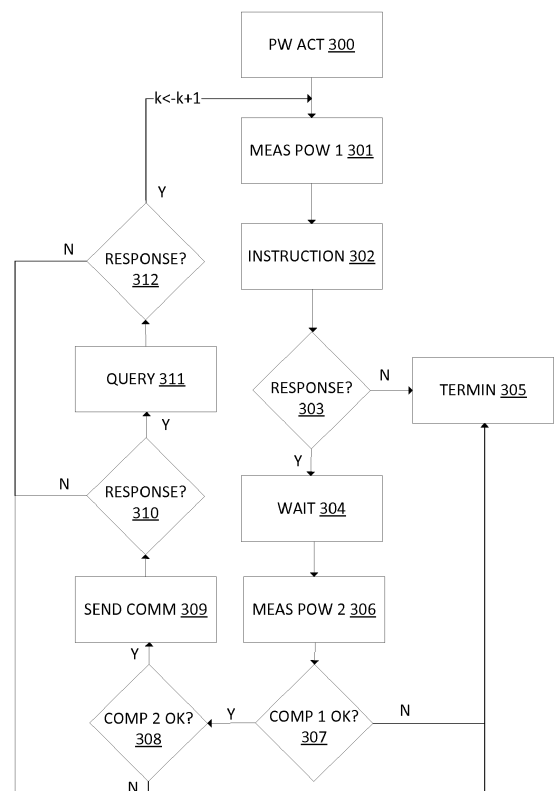 PW ACT 300
k<-k+1
MEAS POW 1 301
Y
N
RESPONSE?
312
INSTRUCTION 302
QUERY 311
RESPONSE?
303
N
TERMIN 305
Y
N
RESPONSE?
310
Y
WAIT 304
SEND COMM 309
MEAS POW 2 306
Y
COMP 2 OK?
308
Y
COMP 1 OK?
307
N
N